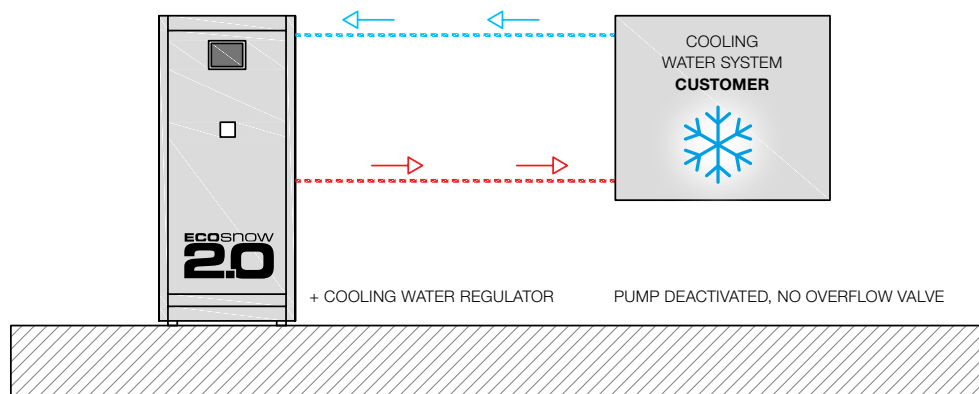 COOLING
WATER SYSTEM
CUSTOMER
ECOSNOW
2.0
+ COOLING WATER REGULATOR
PUMP DEACTIVATED, NO OVERFLOW VALVE